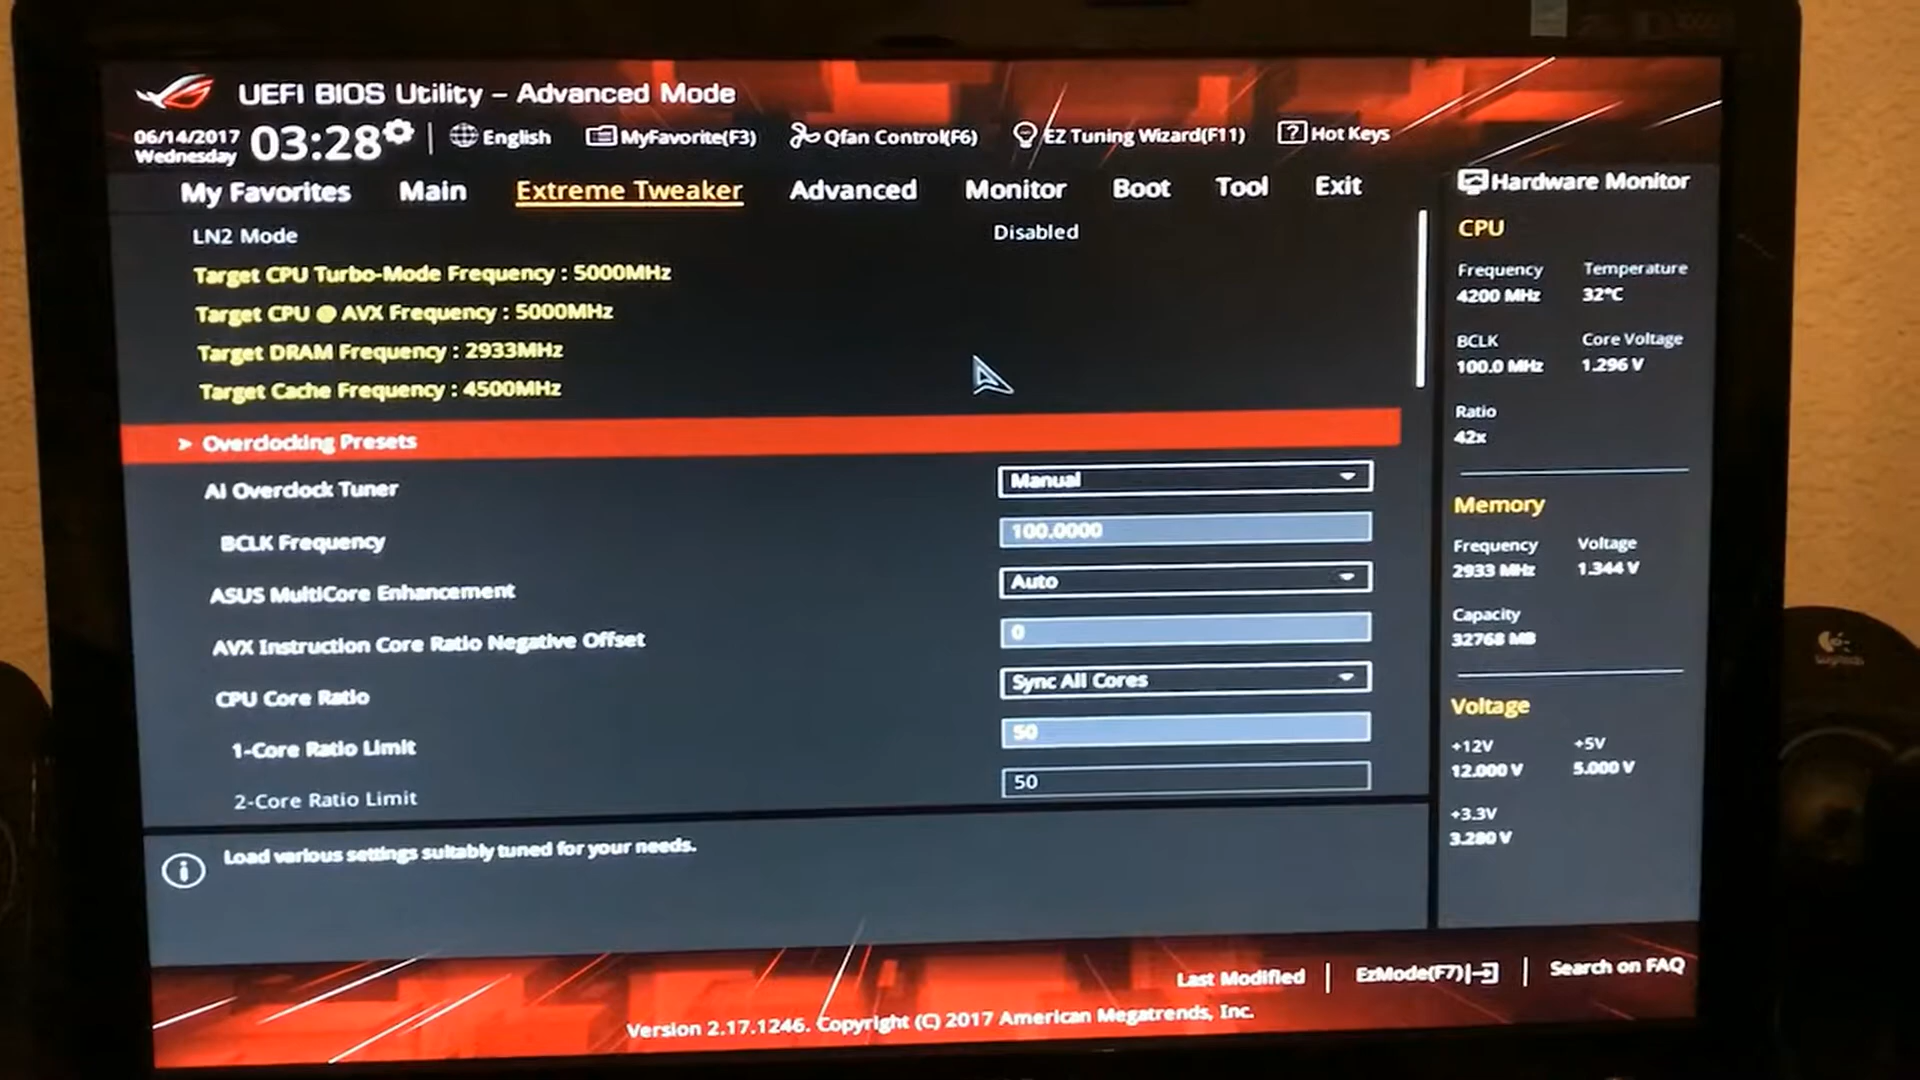 UEFI BIOS Utility – Advanced Mode
06/14/2017
Wednesday
03:28
English
MyFavorite(F3)
Qfan Control(F6)
EZ Tuning Wizard(F11)
Hot Keys
My Favorites
Main
Extreme Tweaker
Advanced
Monitor
Boot
Tool
Exit
LN2 Mode
Disabled
Target CPU Turbo-Mode Frequency : 5000MHz
Target CPU @ AVX Frequency : 5000MHz
Target DRAM Frequency : 2933MHz
Target Cache Frequency : 4500MHz
> Overclocking Presets
AI Overclock Tuner
Manual
BCLK Frequency
100.0000
ASUS MultiCore Enhancement
Auto
AVX Instruction Core Ratio Negative Offset
0
CPU Core Ratio
Sync All Cores
1-Core Ratio Limit
50
2-Core Ratio Limit
50
Load various settings suitably tuned for your needs.
Hardware Monitor
CPU
Frequency
Temperature
4200 MHz
32°C
BCLK
Core Voltage
100.0 MHz
1.296 V
Ratio
42x
Memory
Frequency
Voltage
2933 MHz
1.344 V
Capacity
32768 MB
Voltage
+12V
+5V
12.000 V
5.000 V
+3.3V
3.280 V
Last Modified
EzMode(F7)
Search on FAQ
Version 2.17.1246. Copyright (C) 2017 American Megatrends, Inc.
Logitech